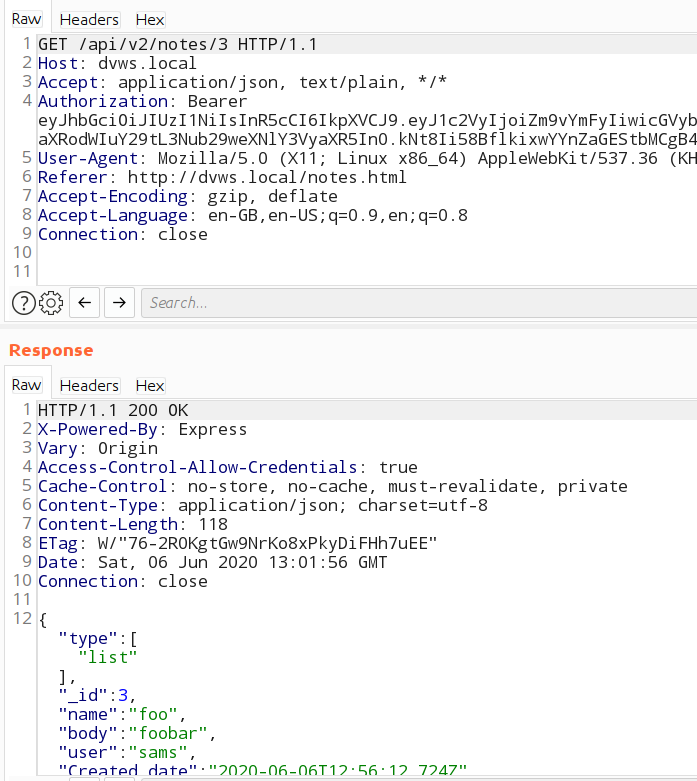 Raw Headers Hex
1 GET /api/v2/notes/3 HTTP/1.1
2 Host: dvws.local
3 Accept: application/json, text/plain, */*
4 Authorization: Bearer
eyJhbGciOiJIUzI1NiIsInR5cCI6IkpXVCJ9.eyJ1c2VyIjoiZm9vYmFyIiwicGVyb
aXRodWIuY29tL3Nub29weXNlY3VyaXR5In0.kNt8Ii58BflkixwYYnZaGEStbMCgB4
5 User-Agent: Mozilla/5.0 (X11; Linux x86_64) AppleWebKit/537.36 (KH
6 Referer: http://dvws.local/notes.html
7 Accept-Encoding: gzip, deflate
8 Accept-Language: en-GB,en-US;q=0.9,en;q=0.8
9 Connection: close
10
11
? ← → Search...
Response
Raw Headers Hex
1 HTTP/1.1 200 OK
2 X-Powered-By: Express
3 Vary: Origin
4 Access-Control-Allow-Credentials: true
5 Cache-Control: no-store, no-cache, must-revalidate, private
6 Content-Type: application/json; charset=utf-8
7 Content-Length: 118
8 ETag: W/"76-2R0KgtGw9NrKo8xPkyDiFHh7uEE"
9 Date: Sat, 06 Jun 2020 13:01:56 GMT
10 Connection: close
11
12 {
"type":[
"list"
],
"_id":3,
"name":"foo",
"body":"foobar",
"user":"sams",
"Created_date":"2020-06-06T12:56:12.724Z"